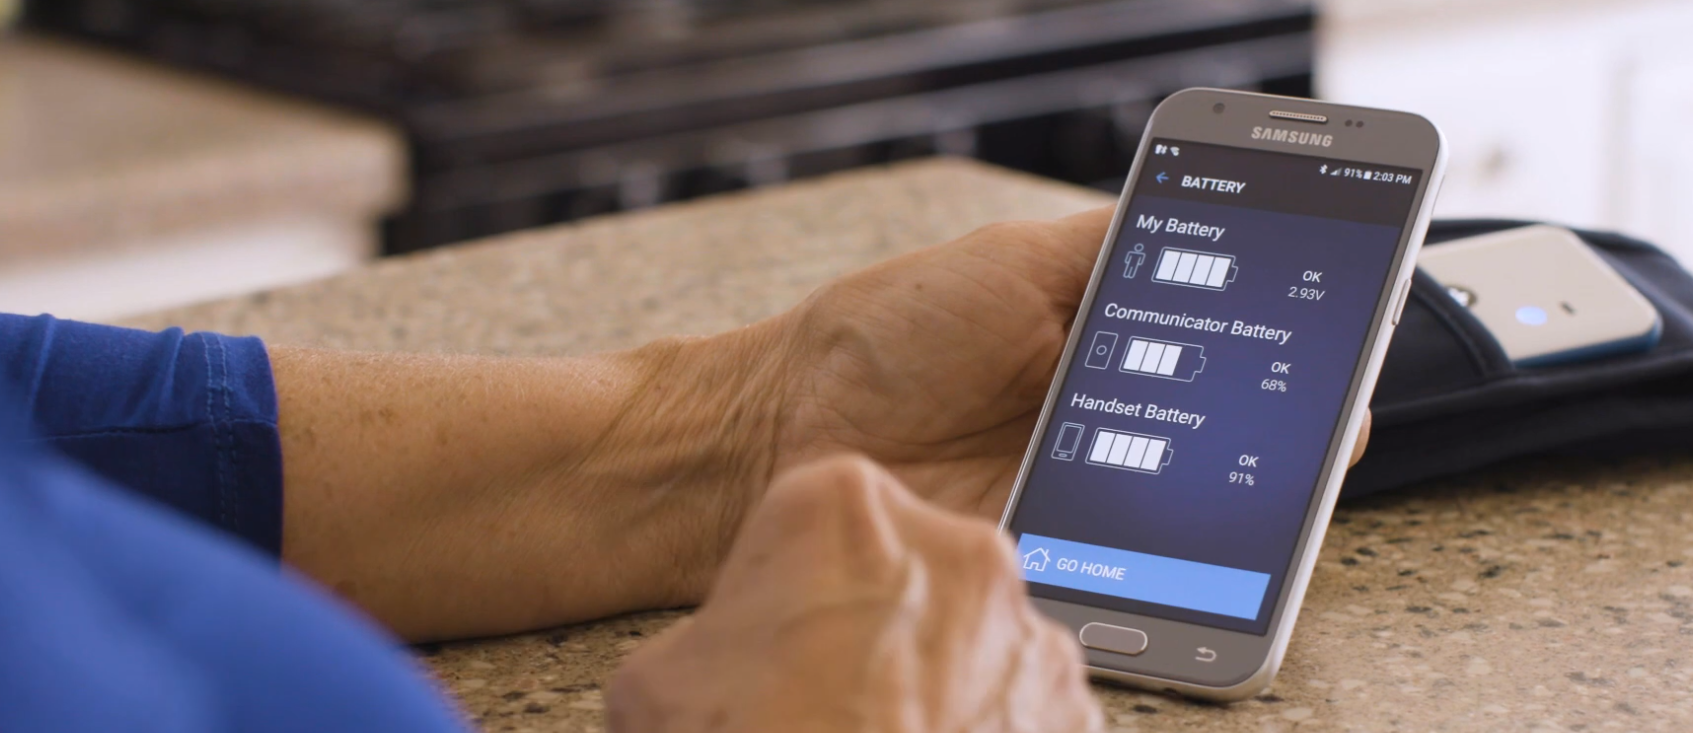 SAMSUNG
91% 2:03 PM
BATTERY
My Battery
OK
2.93V
Communicator Battery
OK
68%
Handset Battery
OK
91%
GO HOME